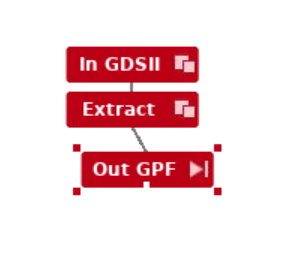 In GDSII
Extract
Out GPF